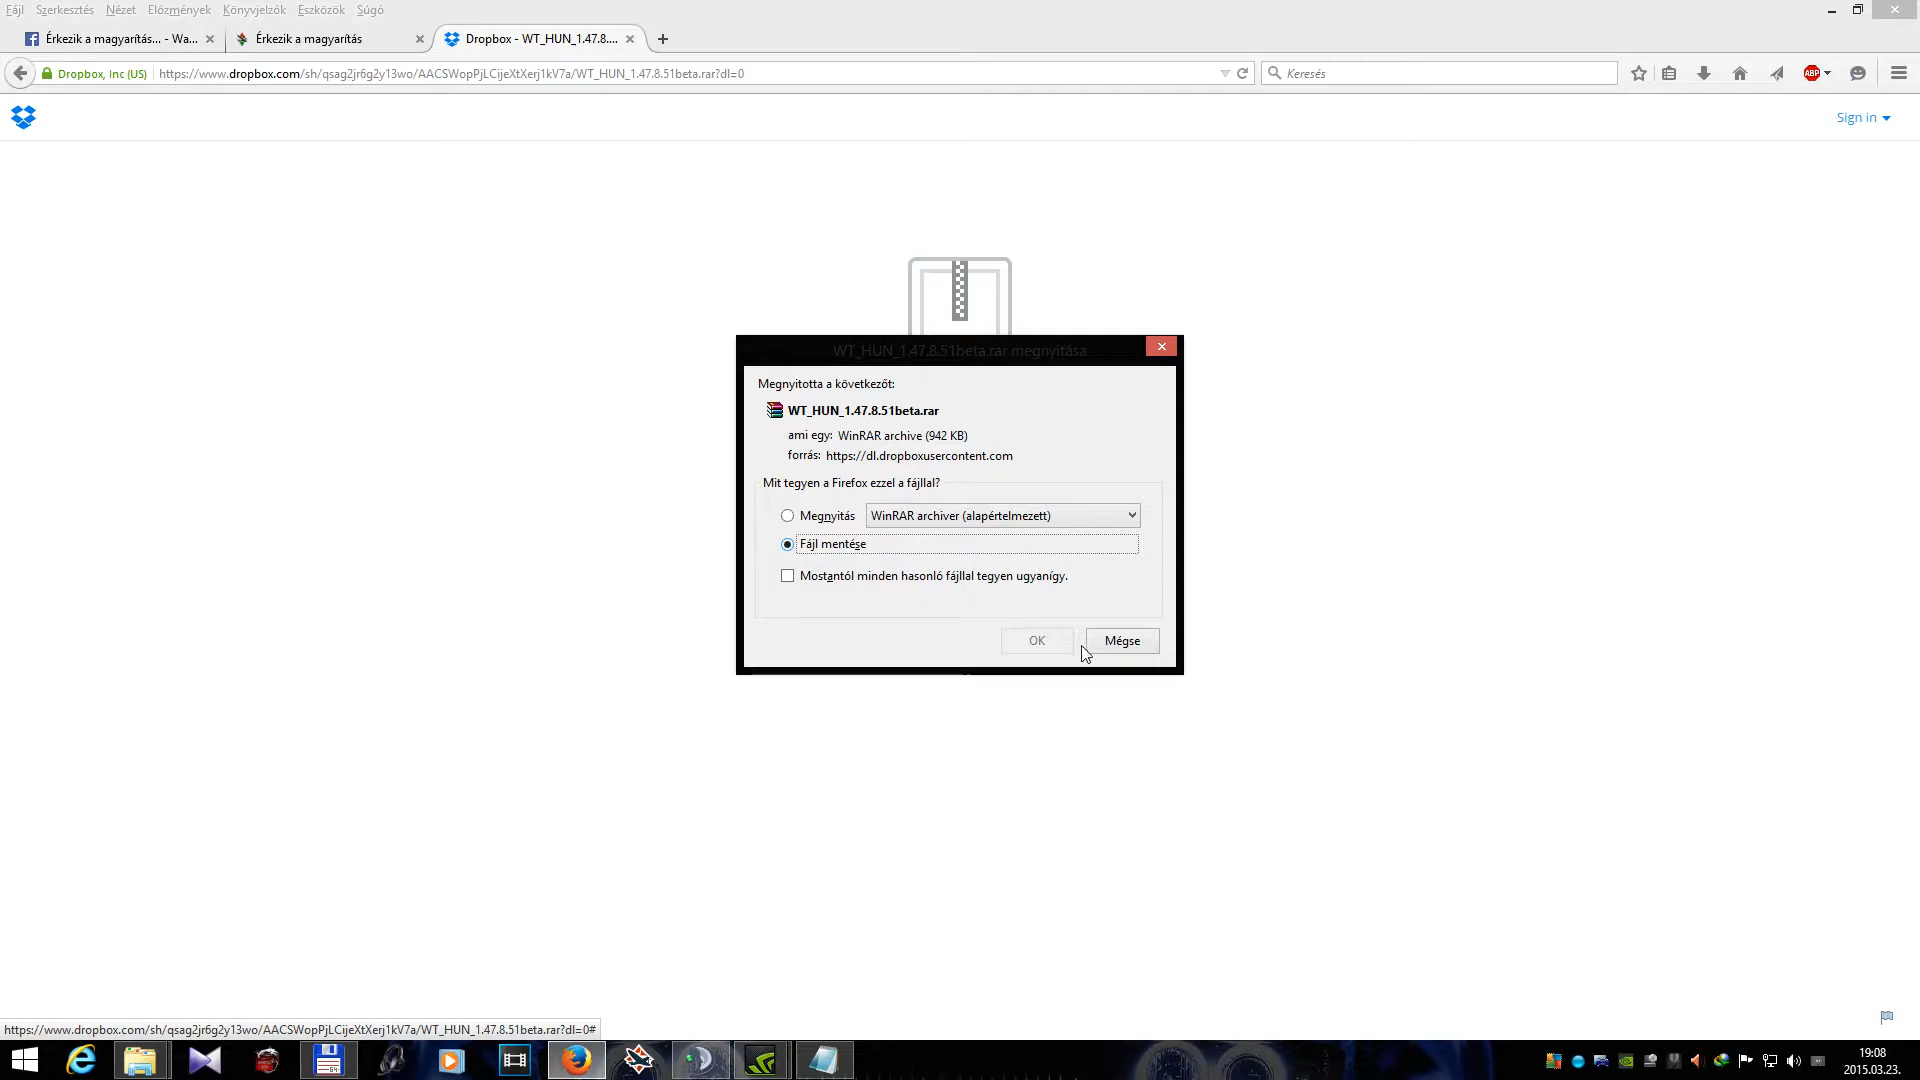 Fájl Szerkesztés Nézet Előzmények Könyvjelzők Eszközök Súgó
Érkezik a magyarítás... - Wa... Érkezik a magyarítás Dropbox - WT_HUN_1.47.8....
Dropbox, Inc (US) https://www.dropbox.com/sh/qsag2jr6g2y13wo/AACSWopPjLCijeXtXerj1kV7a/WT_HUN_1.47.8.51beta.rar?dl=0 Keresés ABP
Sign in
WT_HUN_1.47.8.51beta.rar megnyitása
Megnyitotta a következőt:
WT_HUN_1.47.8.51beta.rar
ami egy: WinRAR archive (942 KB)
forrás: https://dl.dropboxusercontent.com
Mit tegyen a Firefox ezzel a fájllal?
Megnyitás WinRAR archiver (alapértelmezett)
Fájl mentése
Mostantól minden hasonló fájllal tegyen ugyanígy.
OK Mégse
https://www.dropbox.com/sh/qsag2jr6g2y13wo/AACSWopPjLCijeXtXerj1kV7a/WT_HUN_1.47.8.51beta.rar?dl=0#
19:08
2015.03.23.